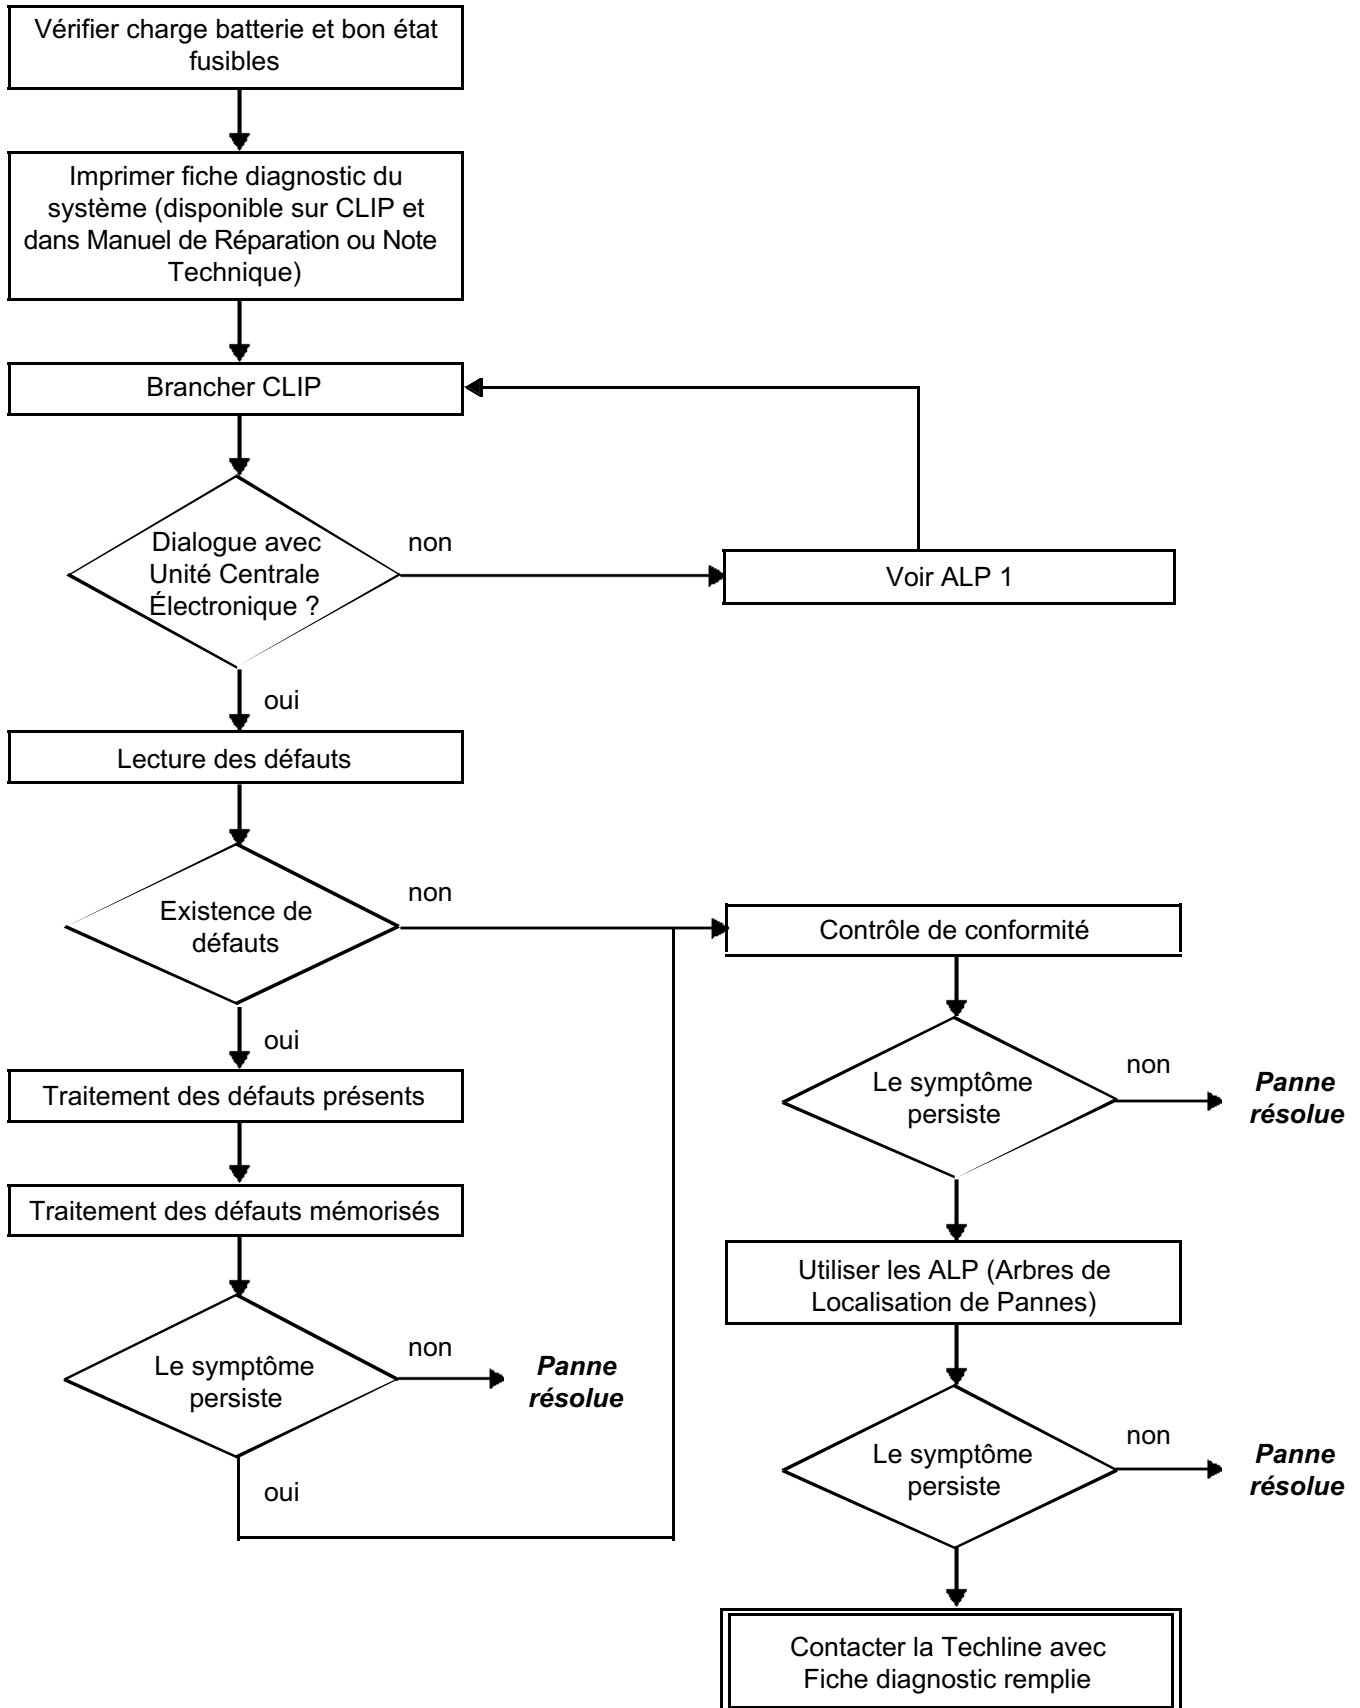 Vérifier charge batterie et bon état
fusibles
Imprimer fiche diagnostic du
système (disponible sur CLIP et
dans Manuel de Réparation ou Note
Technique)
Brancher CLIP
Dialogue avec
Unité Centrale
Électronique ?
non
Voir ALP 1
oui
Lecture des défauts
Existence de
défauts
non
oui
Traitement des défauts présents
Traitement des défauts mémorisés
Le symptôme
persiste
non
Panne
résolue
oui
Contrôle de conformité
Le symptôme
persiste
non
Panne
résolue
Utiliser les ALP (Arbres de
Localisation de Pannes)
Le symptôme
persiste
non
Panne
résolue
Contacter la Techline avec
Fiche diagnostic remplie